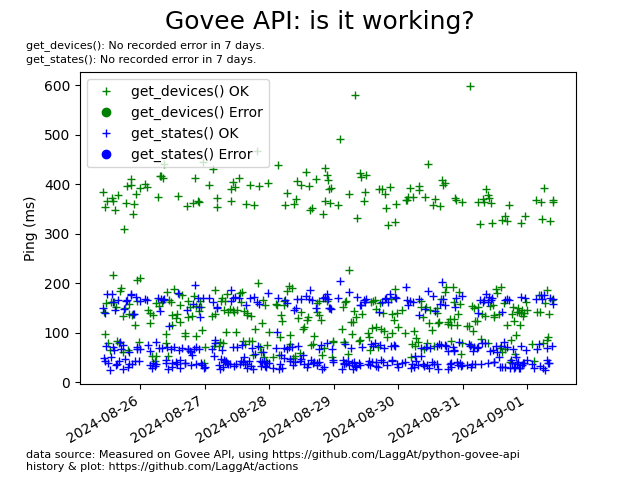 Govee API: is it working?
get_devices(): No recorded error in 7 days.
get_states(): No recorded error in 7 days.
get_devices() OK
get_devices() Error
get_states() OK
get_states() Error
Ping (ms)
600
500
400
300
200
100
0
2024-08-26
2024-08-27
2024-08-28
2024-08-29
2024-08-30
2024-08-31
2024-09-01
data source: Measured on Govee API, using https://github.com/LaggAt/python-govee-api
history & plot: https://github.com/LaggAt/actions